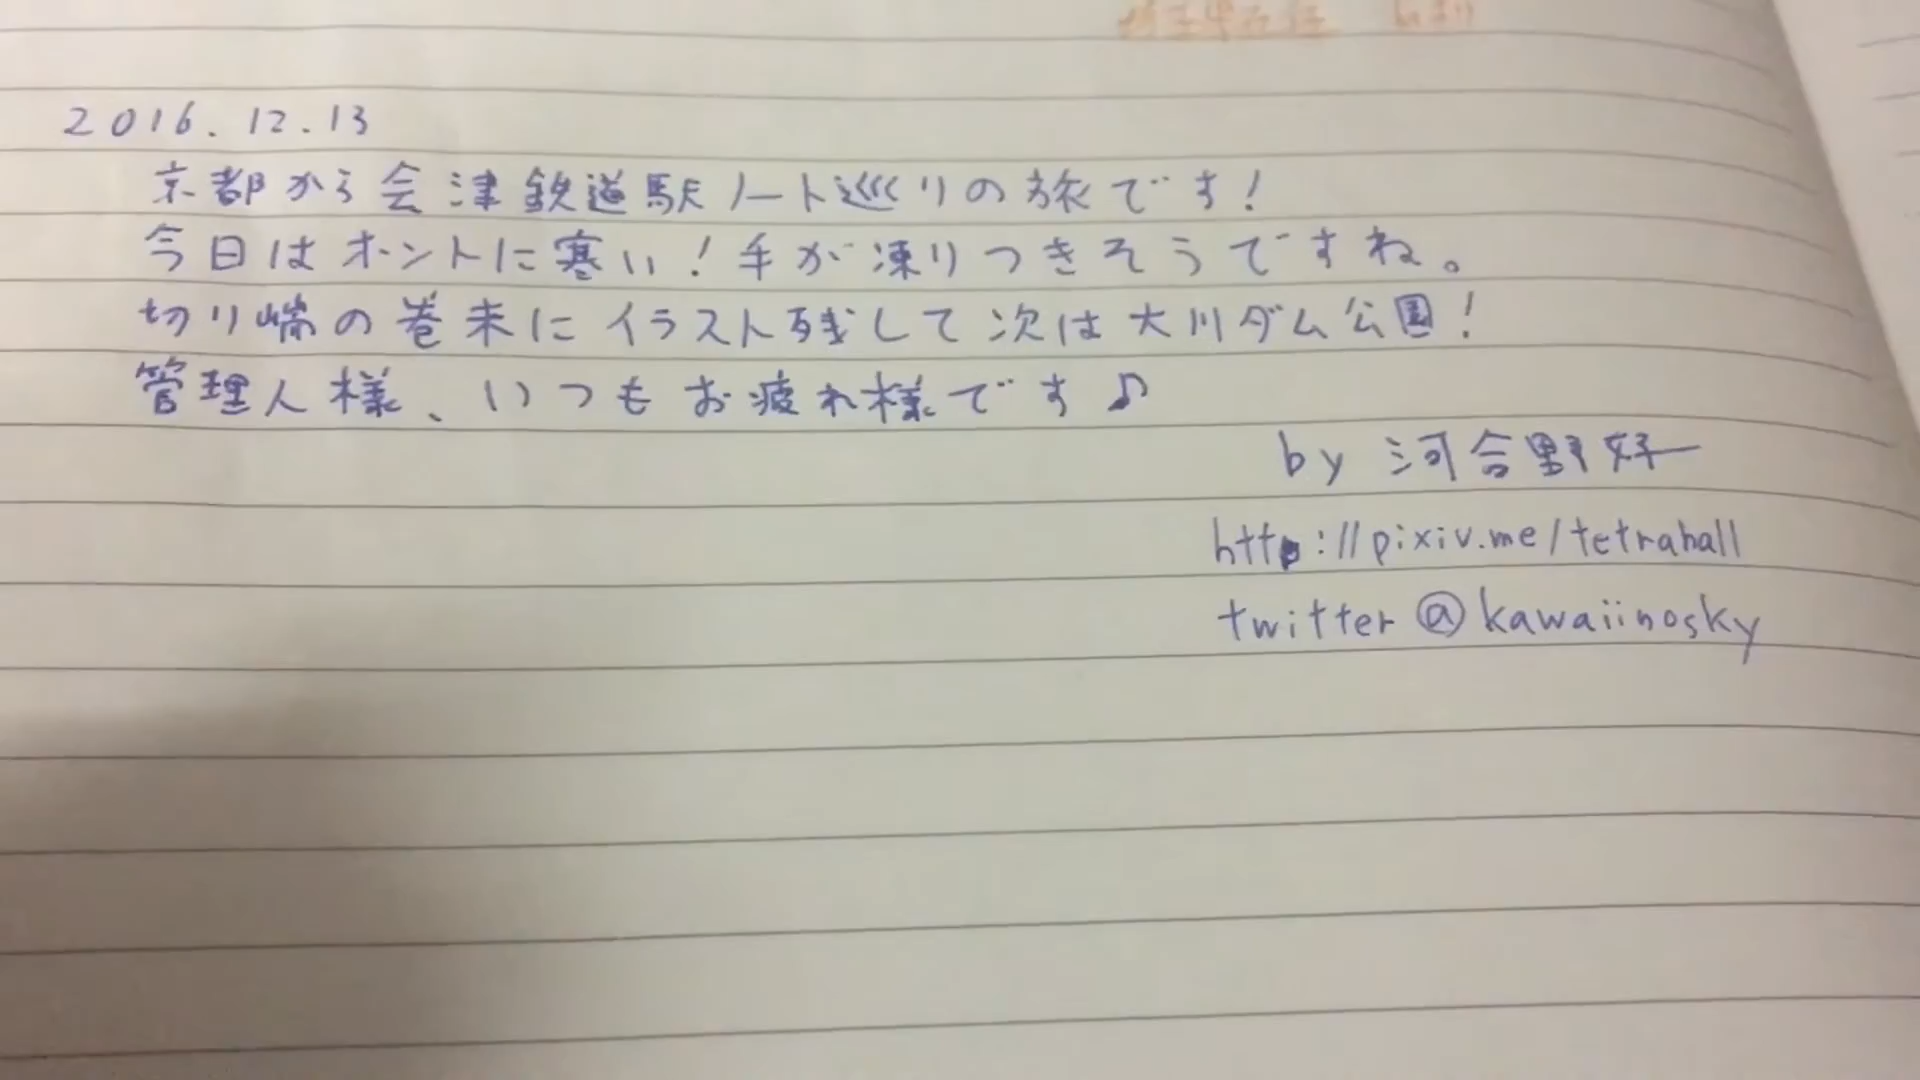 2016.12.13
京都から会津鉄道駅ノート巡りの旅です!
今日はホントに寒い!手が凍りつきそうですね。
切り端の巻末にイラスト残して次は大川ダム公園!
管理人様、いつもお疲れ様です♪
by 河合野好
http://pixiv.me/tetrahall
twitter @kawaiinosky